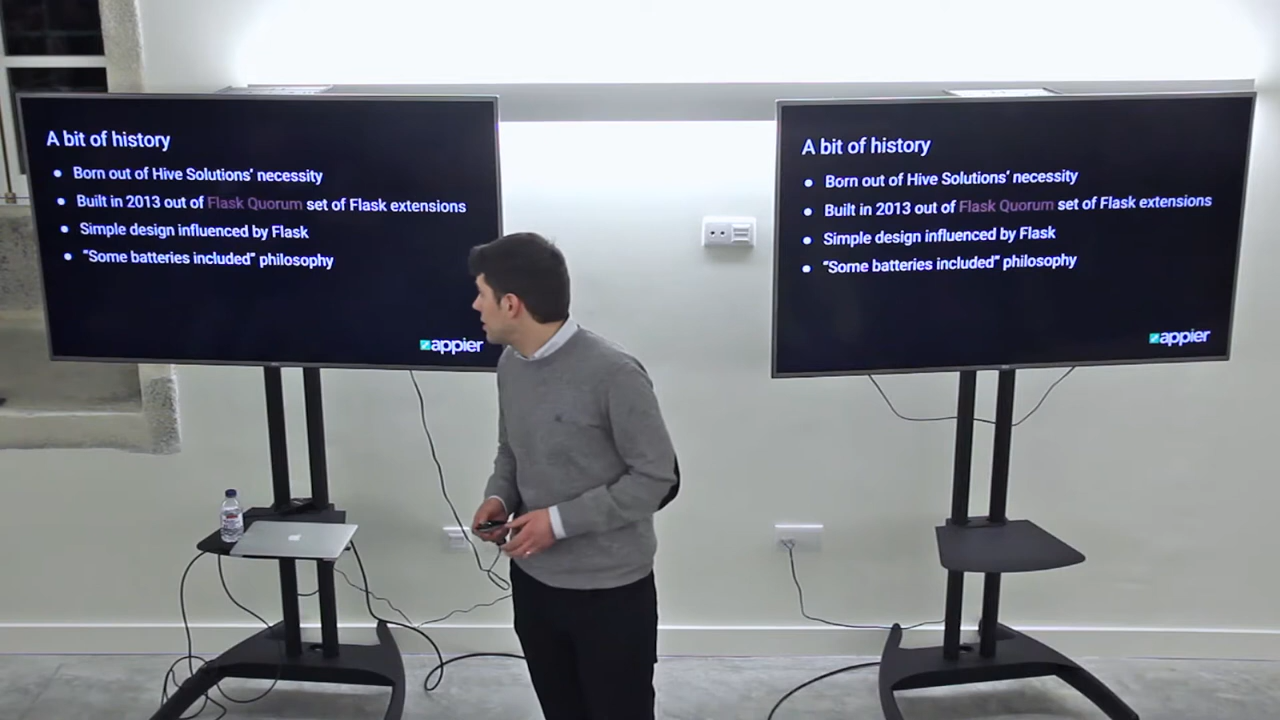 A bit of history
Born out of Hive Solutions' necessity
Built in 2013 out of Flask Quorum set of Flask extensions
Simple design influenced by Flask
"Some batteries included" philosophy
appier
A bit of history
Born out of Hive Solutions' necessity
Built in 2013 out of Flask Quorum set of Flask extensions
Simple design influenced by Flask
"Some batteries included" philosophy
appier